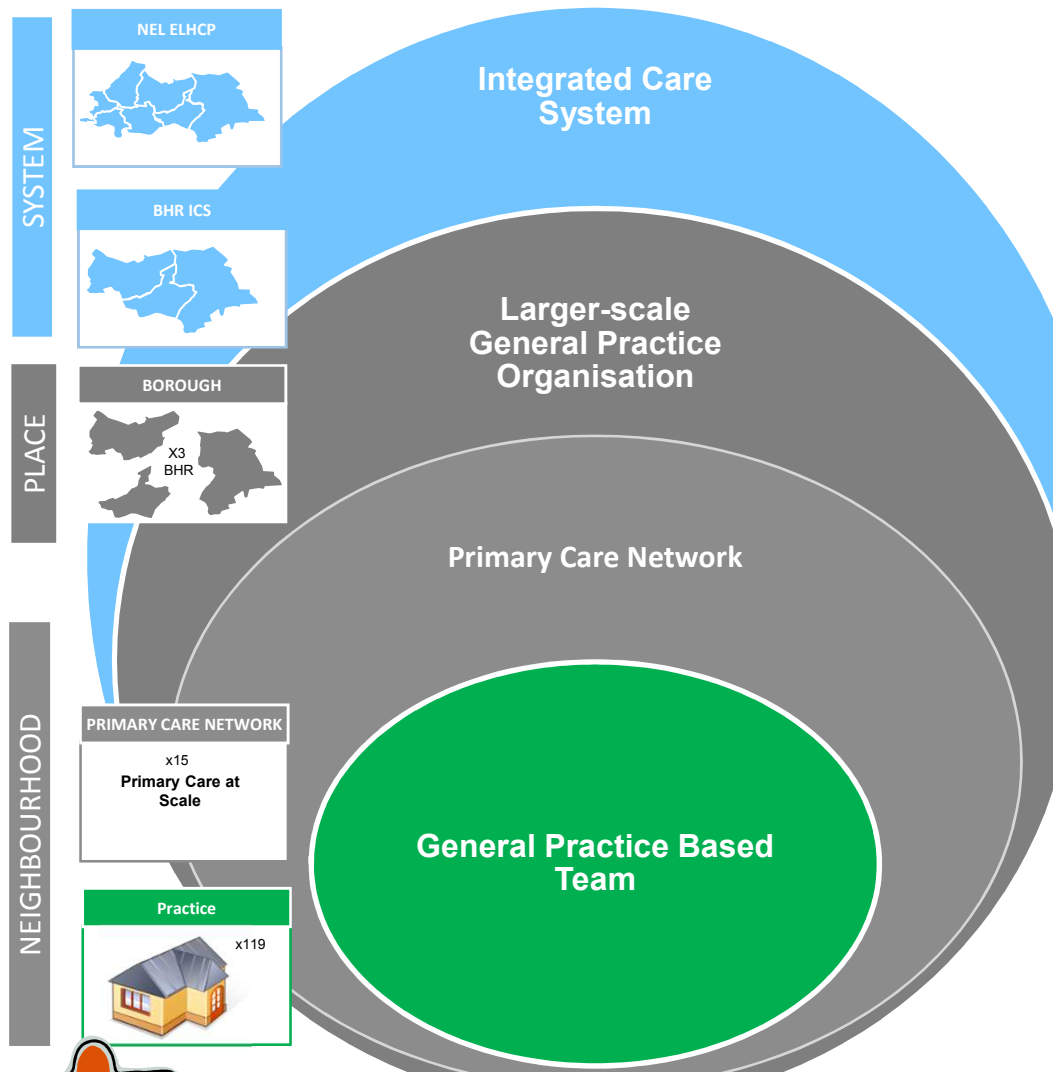 SYSTEM
NEL ELHCP
BHR ICS
PLACE
BOROUGH
X3
BHR
NEIGHBOURHOOD
PRIMARY CARE NETWORK
x15
Primary Care at
Scale
Practice
x119
Integrated Care
System
Larger-scale
General Practice
Organisation
Primary Care Network
General Practice Based
Team